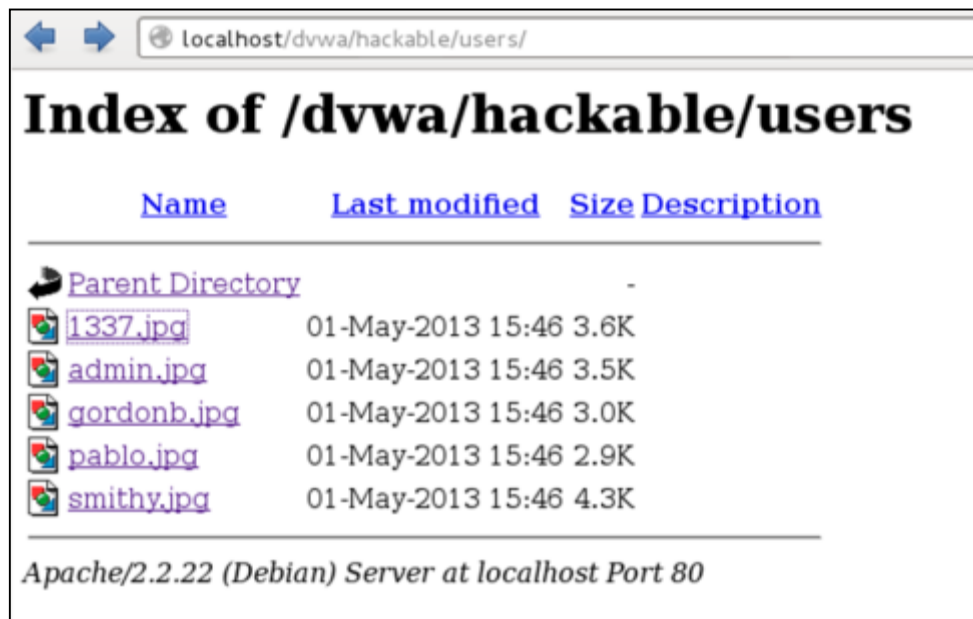 localhost/dvwa/hackable/users/
Index of /dvwa/hackable/users
Name Last modified Size Description
Parent Directory -
1337.jpg 01-May-2013 15:46 3.6K
admin.jpg 01-May-2013 15:46 3.5K
gordonb.jpg 01-May-2013 15:46 3.0K
pablo.jpg 01-May-2013 15:46 2.9K
smithy.jpg 01-May-2013 15:46 4.3K
Apache/2.2.22 (Debian) Server at localhost Port 80